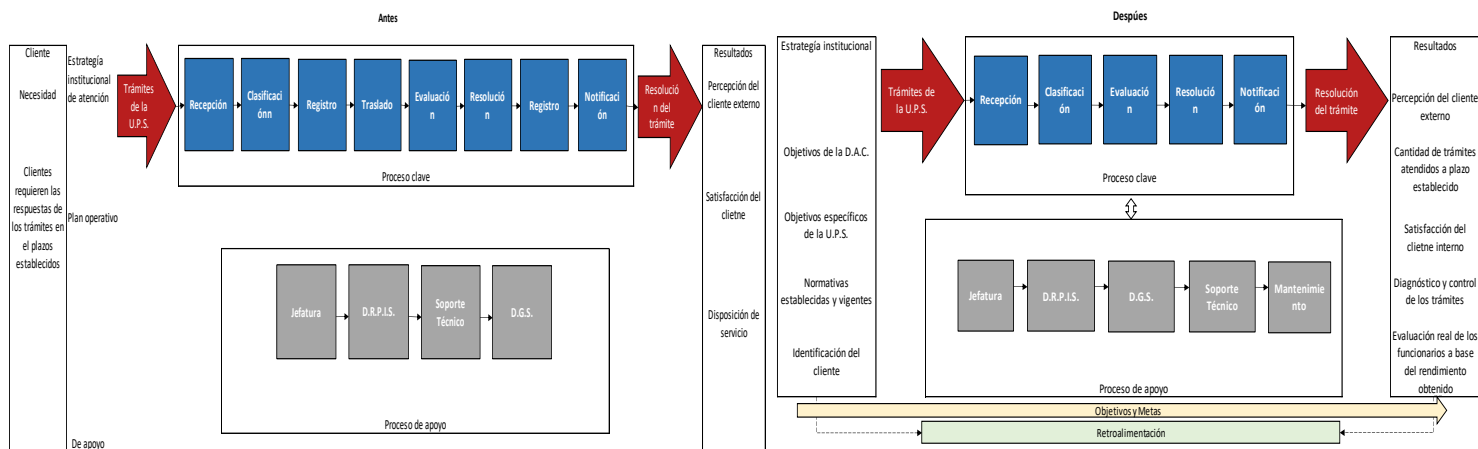 Antes
Cliente
Necesidad
Clientes
requieren las
respuestas de
los trámites en
el plazos
establecidos
Estrategía
institucional
de atención
Plan operativo
De apoyo
Trámites
de la
U.P.S.
Recepción
Clasificació
ónn
Registro
Traslado
Evaluació
n
Resolució
n
Registro
Notificaci
ón
Proceso clave
Resolució
n del
trámite
Jefatura
D.R.P.I.S.
Soporte
Técnico
D.G.S.
Proceso de apoyo
Resultados
Percepción del
cliente externo
Satisfacción del
clietne
Disposición de
servicio
Despúes
Estrategía institucional
Objetivos de la D.A.C.
Objetivos específicos
de la U.P.S.
Normativas
establecidas y vigentes
Identificación del
cliente
Trámites de
la U.P.S.
Recepción
Clasificaci
ón
Evaluació
n
Resolució
n
Notificaci
ón
Proceso clave
Resolución
del trámite
Jefatura
D.R.P.I.S.
D.G.S.
Soporte
Técnico
Mantenimie
nto
Proceso de apoyo
Resultados
Percepción del cliente
externo
Cantidad de trámites
atendidos a plazo
establecido
Satisfacción del
clietne interno
Diagnóstico y control
de los trámites
Evaluación real de los
funcionarios a base
del rendimiento
obtenido
Objetivos y Metas
Retroalimentación